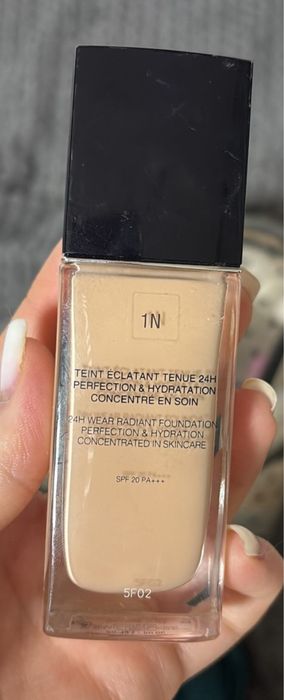 1N
TEINT ÉCLATANT TENUE 24H
PERFECTION & HYDRATATION
CONCENTRÉ EN SOIN
24H WEAR RADIANT FOUNDATION
PERFECTION & HYDRATION
CONCENTRATED IN SKINCARE
SPF 20 PA+++
5F02